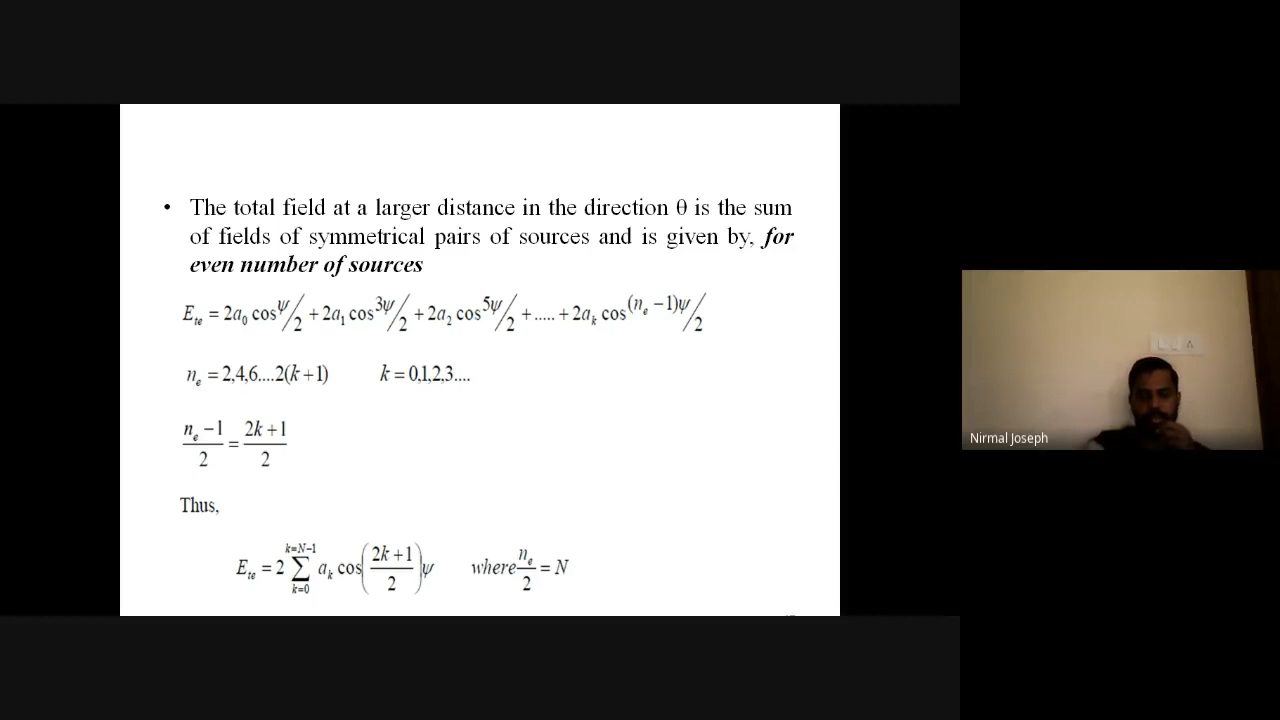 • The total field at a larger distance in the direction θ is the sum
of fields of symmetrical pairs of sources and is given by, for
even number of sources
E_te = 2a_0 cos ψ/2 + 2a_1 cos 3ψ/2 + 2a_2 cos 5ψ/2 + ..... + 2a_k cos (n_e −1)ψ/2
n_e = 2,4,6....2(k+1) k = 0,1,2,3....
(n_e −1)/2 = (2k+1)/2
Thus,
E_te = 2 ∑_{k=0}^{k=N−1} a_k cos((2k+1)/2)ψ where n_e/2 = N
Nirmal Joseph